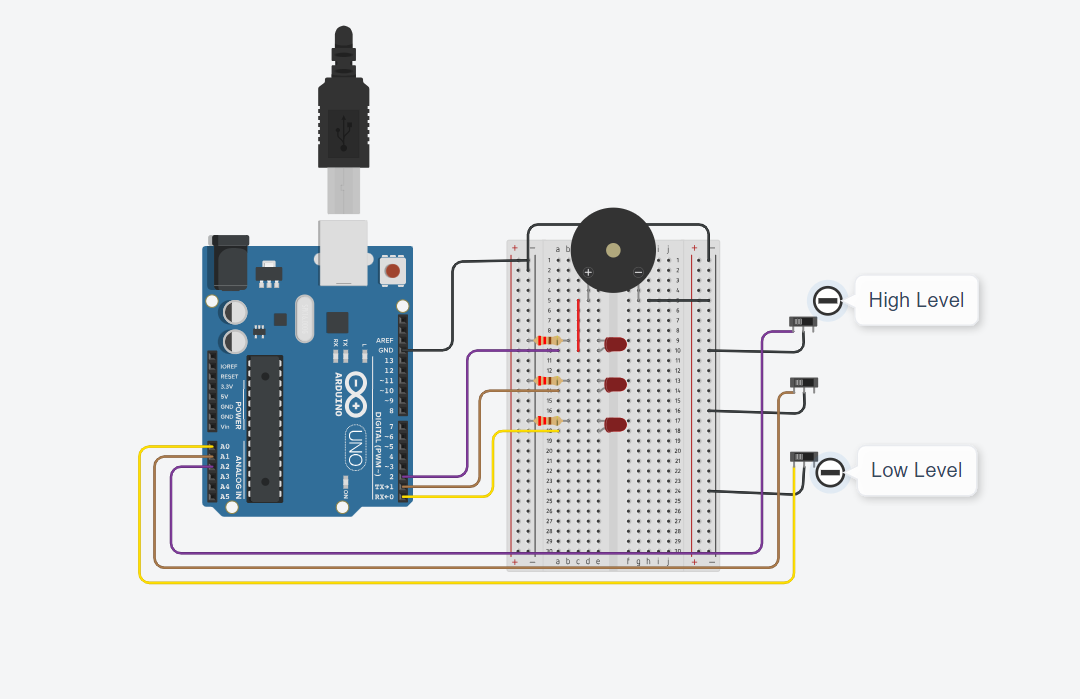 High Level
Low Level
AREF
GND
13
12
~11
~10
~9
8
7
~6
~5
4
~3
2
TX→1
RX←0
DIGITAL (PWM~)
RX
TX
L
ARDUINO
UNO
ON
IOREF
RESET
3.3V
5V
GND
GND
Vin
POWER
A0
A1
A2
A3
A4
A5
ANALOG IN
+ −
a b
i j
+ −
+ −
a b c d e
f g h i j
+ −